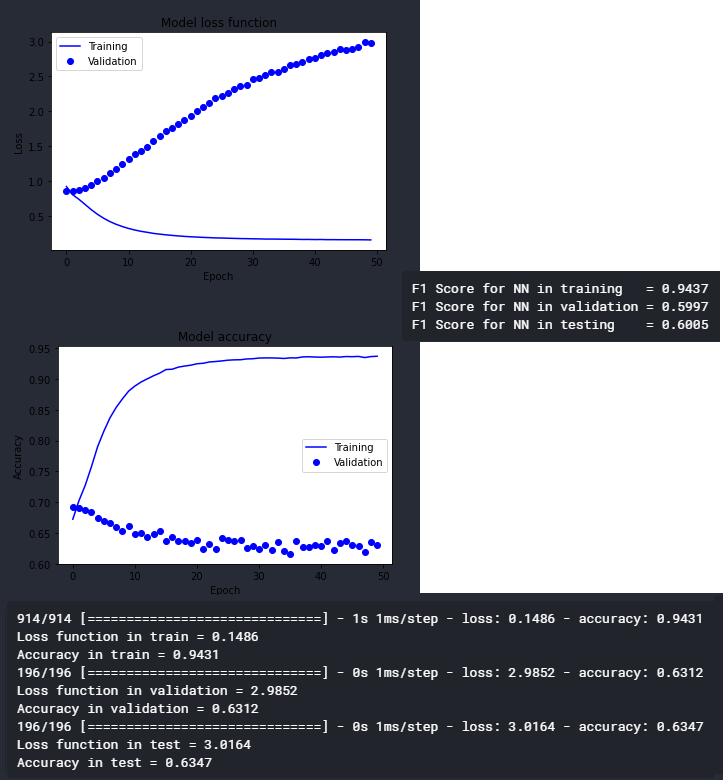 Model loss function
3.0
2.5
2.0
1.5
1.0
0.5
Loss
Training
Validation
0 10 20 30 40 50
Epoch
F1 Score for NN in training = 0.9437
F1 Score for NN in validation = 0.5997
F1 Score for NN in testing = 0.6005
Model accuracy
0.95
0.90
0.85
0.80
0.75
0.70
0.65
0.60
Accuracy
Training
Validation
0 10 20 30 40 50
Epoch
914/914 [==============================] - 1s 1ms/step - loss: 0.1486 - accuracy: 0.9431
Loss function in train = 0.1486
Accuracy in train = 0.9431
196/196 [==============================] - 0s 1ms/step - loss: 2.9852 - accuracy: 0.6312
Loss function in validation = 2.9852
Accuracy in validation = 0.6312
196/196 [==============================] - 0s 1ms/step - loss: 3.0164 - accuracy: 0.6347
Loss function in test = 3.0164
Accuracy in test = 0.6347